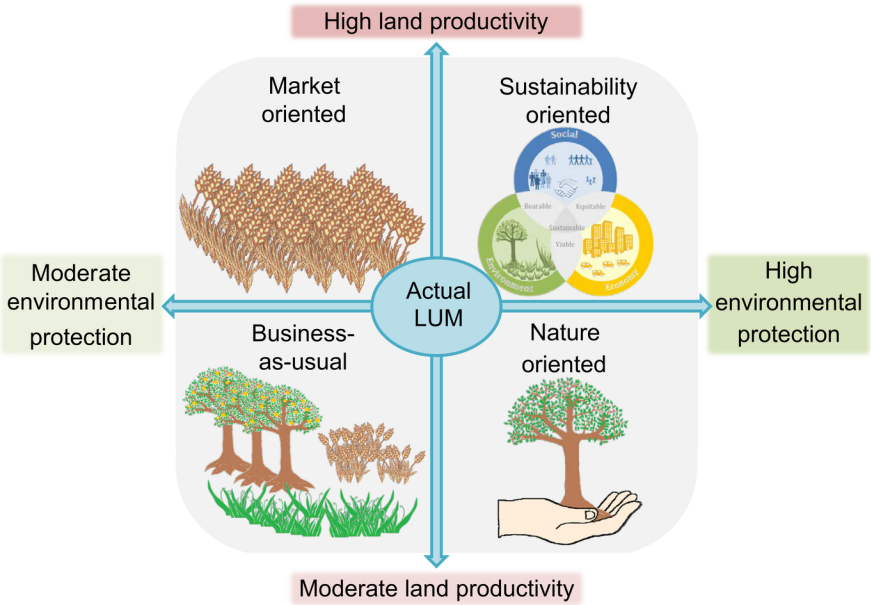 High land productivity
Market
oriented
Sustainability
oriented
Social
Bearable
Equitable
Sustainable
Viable
Environment
Economy
Moderate
environmental
protection
Actual
LUM
High
environmental
protection
Business-
as-usual
Nature
oriented
Moderate land productivity